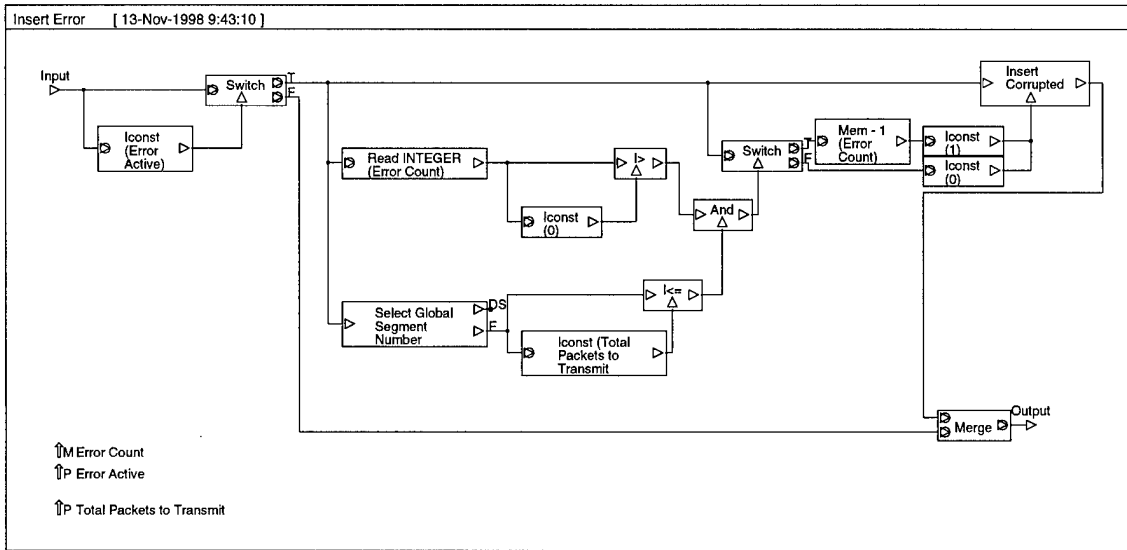 Insert Error [ 13-Nov-1998 9:43:10 ]
Input
Switch
T
F
Iconst
(Error
Active)
Insert
Corrupted
Read INTEGER
(Error Count)
I>
Iconst
(0)
And
Switch
T
F
Mem - 1
(Error
Count)
Iconst
(1)
Iconst
(0)
Select Global
Segment
Number
DS
F
I<=
Iconst (Total
Packets to
Transmit
Merge
Output
⇑M Error Count
⇑P Error Active
⇑P Total Packets to Transmit